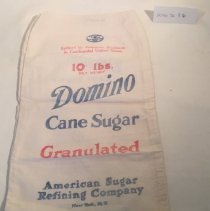 10 lbs.
Domino
Cane Sugar
Granulated
American Sugar
Refining Company
New York, N.Y.